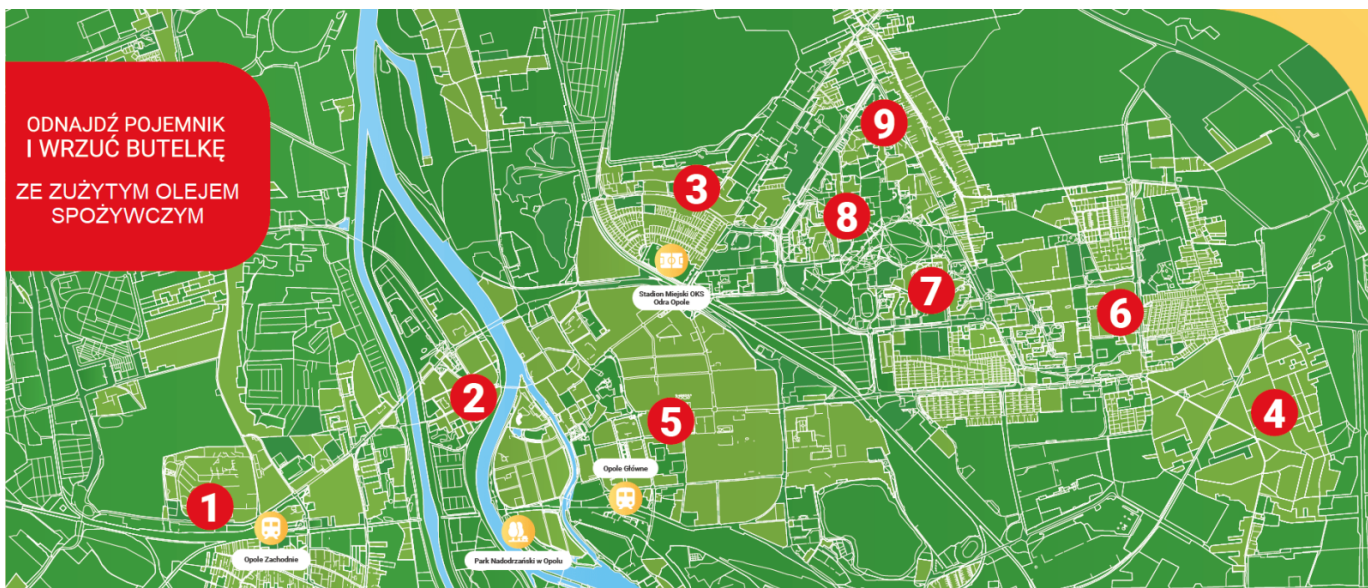 ODNAJDŹ POJEMNIK
I WRZUĆ BUTELKĘ
ZE ZUŻYTYM OLEJEM
SPOŻYWCZYM
9
3
8
Stadion Miejski OKS
Odra Opole
7
6
2
4
5
Opole Główne
1
Opole Zachodnie
Park Nadodrzański w Opolu